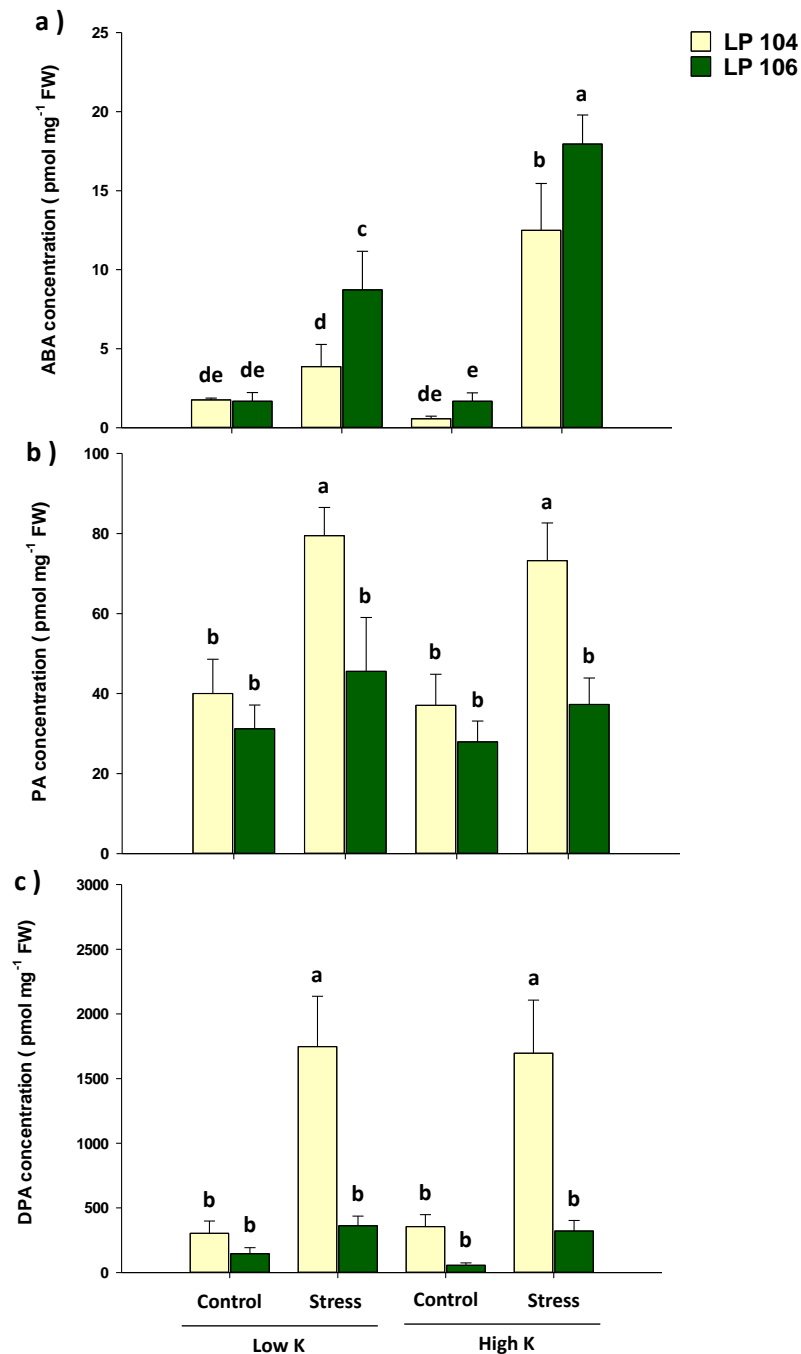 a )
LP 104
LP 106
ABA concentration ( pmol mg-1 FW)
25
20
15
10
5
0
de de d c de e b a
b )
PA concentration ( pmol mg-1 FW)
100
80
60
40
20
0
b b a b b b a b
c )
DPA concentration ( pmol mg-1 FW)
3000
2500
2000
1500
1000
500
0
b b a b b b a b
Control Stress Control Stress
Low K High K